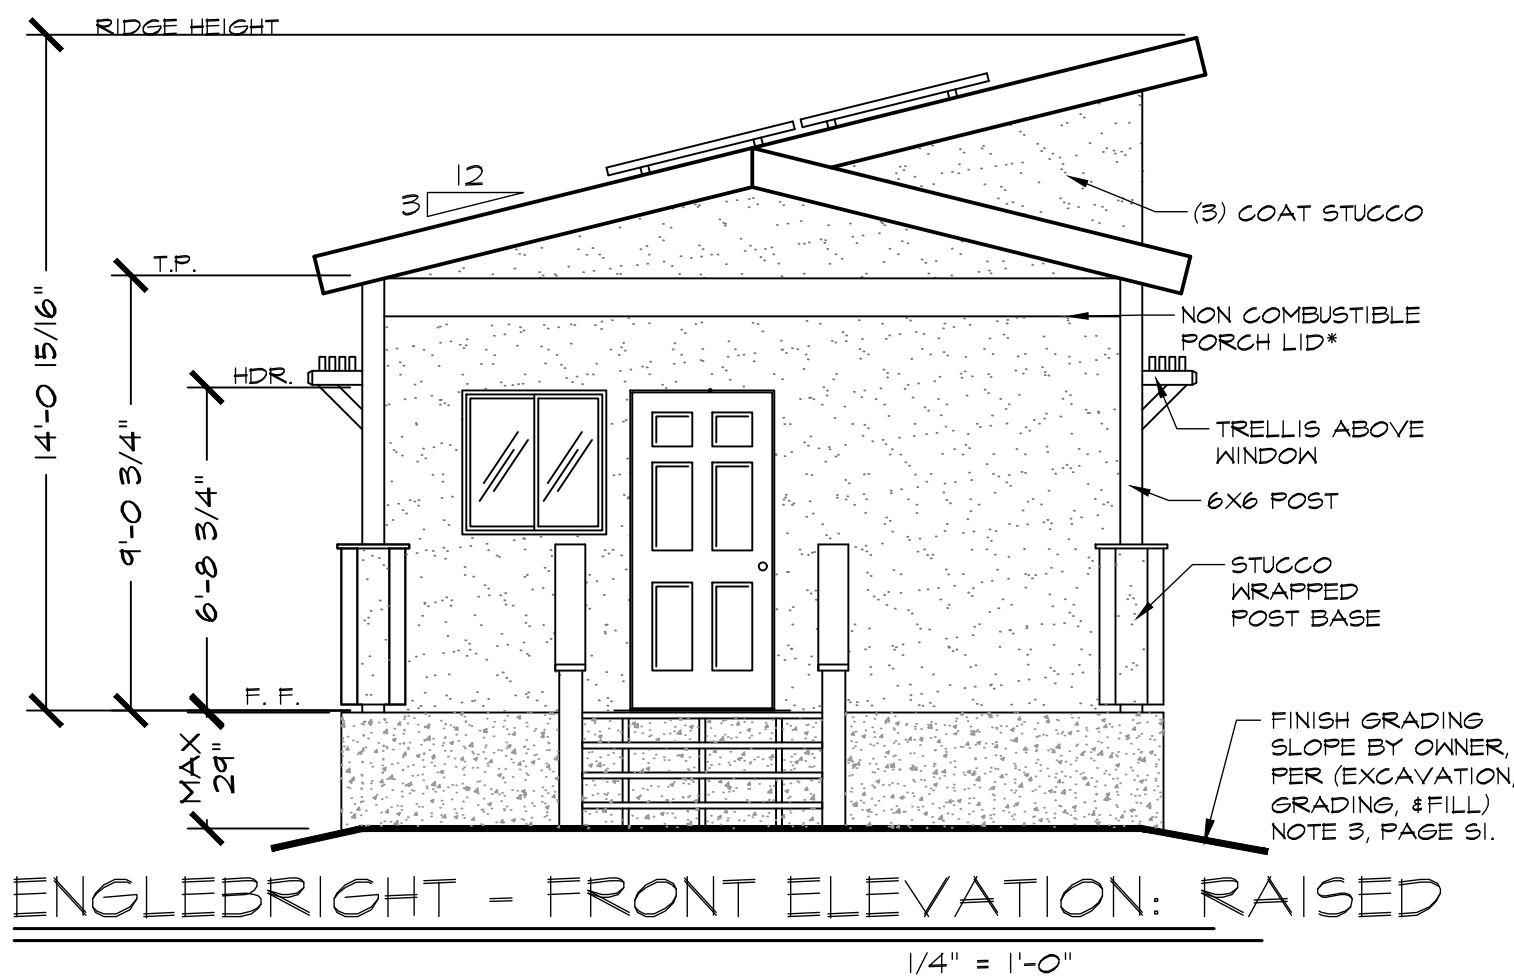 RIDGE HEIGHT
12
3
(3) COAT STUCCO
T.P.
14'-0 15/16"
NON COMBUSTIBLE
PORCH LID*
HDR.
9'-0 3/4"
TRELLIS ABOVE
WINDOW
6'-8 3/4"
6X6 POST
STUCCO
WRAPPED
POST BASE
F. F.
MAX
29"
FINISH GRADING
SLOPE BY OWNER,
PER (EXCAVATION,
GRADING, &FILL)
NOTE 3, PAGE S1.
ENGLEBRIGHT - FRONT ELEVATION: RAISED
1/4" = 1'-0"